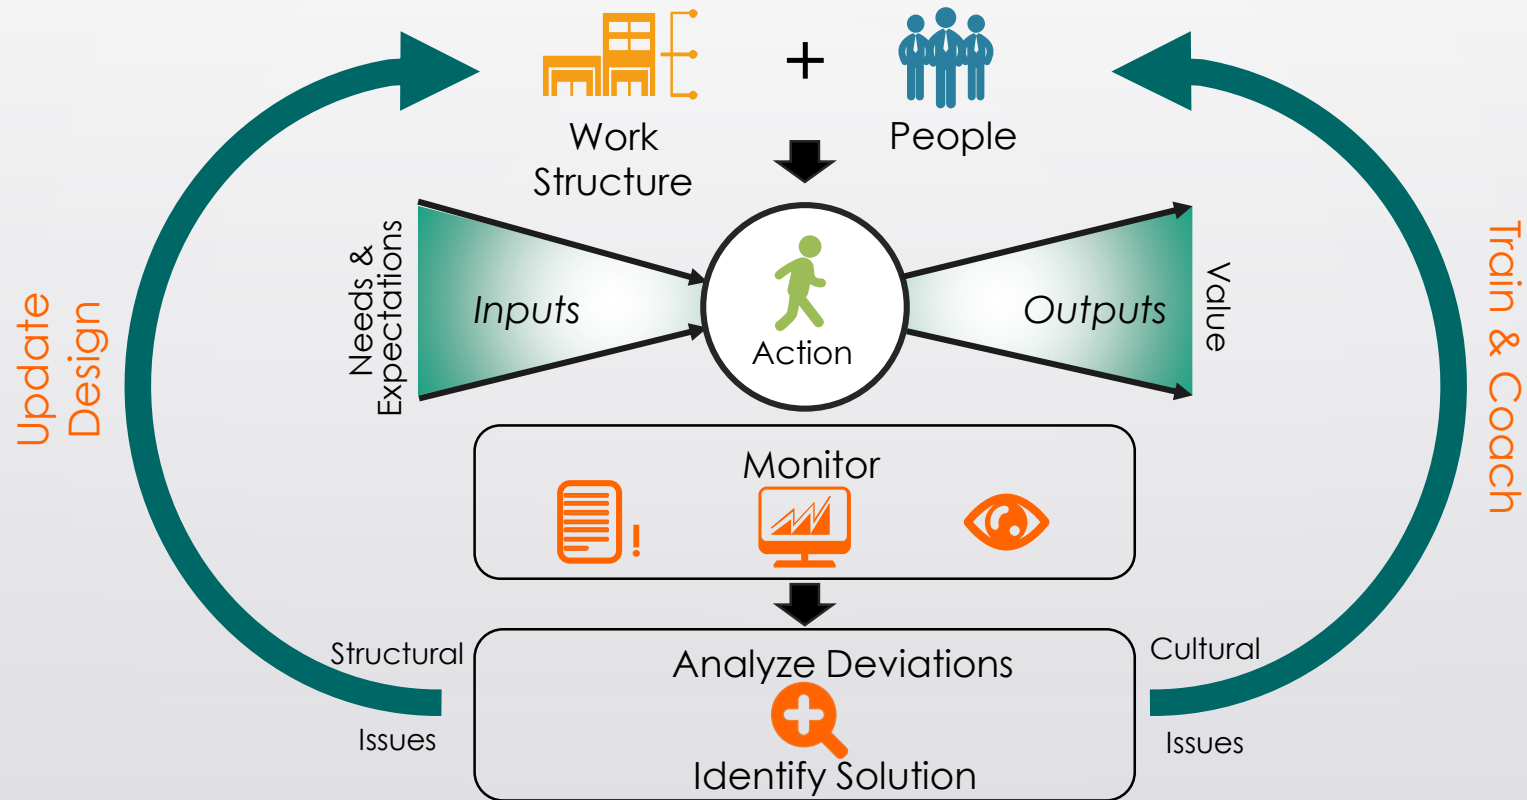 +
Work
Structure
People
Needs &
Expectations
Inputs
Action
Outputs
Value
Update
Design
Train & Coach
Monitor
!
Structural
Issues
Analyze Deviations
Identify Solution
Cultural
Issues